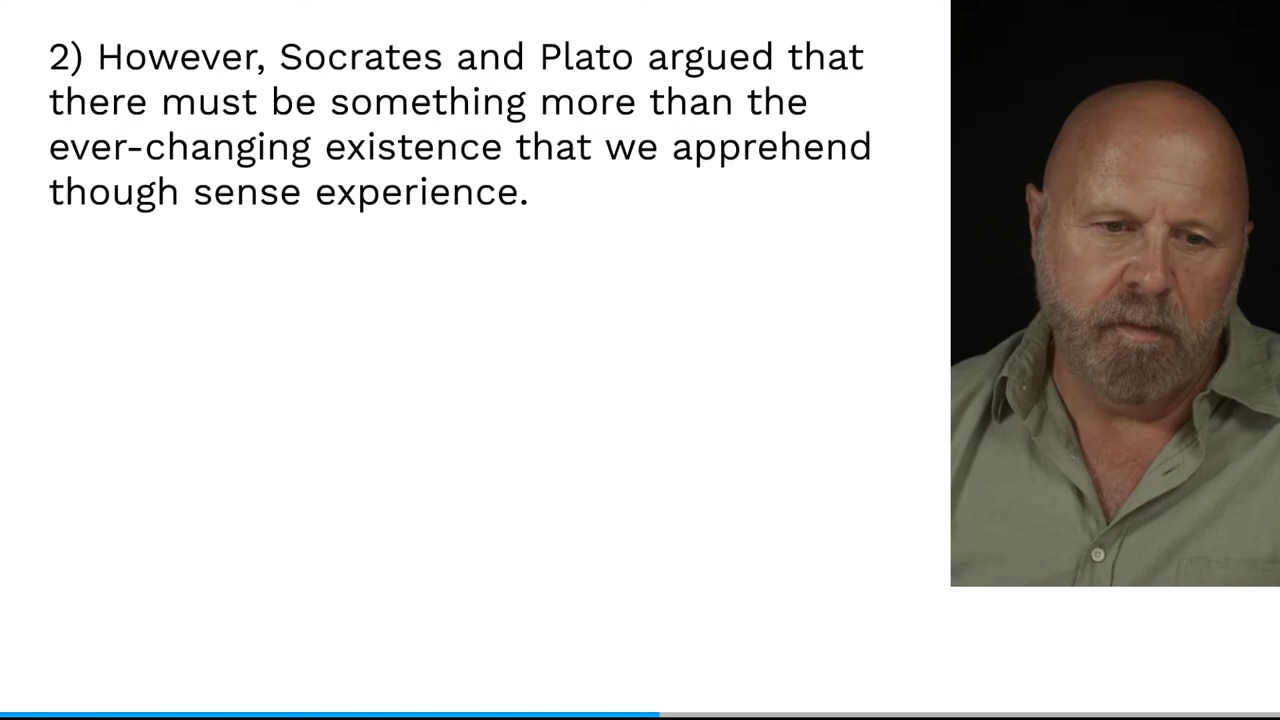 2) However, Socrates and Plato argued that
there must be something more than the
ever-changing existence that we apprehend
though sense experience.